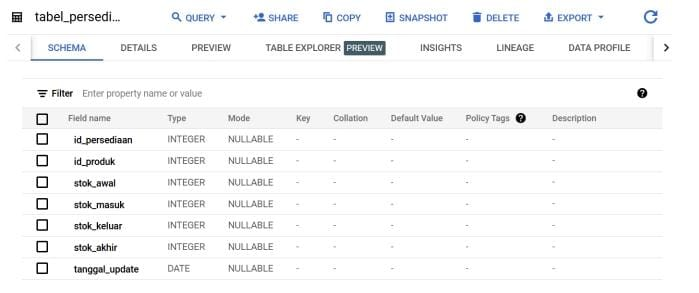 tabel_persedi... QUERY SHARE COPY SNAPSHOT DELETE EXPORT
SCHEMA DETAILS PREVIEW TABLE EXPLORER PREVIEW INSIGHTS LINEAGE DATA PROFILE
Filter Enter property name or value ?
Field name Type Mode Key Collation Default Value Policy Tags ? Description
id_persediaan INTEGER NULLABLE - - - - -
id_produk INTEGER NULLABLE - - - - -
stok_awal INTEGER NULLABLE - - - - -
stok_masuk INTEGER NULLABLE - - - - -
stok_keluar INTEGER NULLABLE - - - - -
stok_akhir INTEGER NULLABLE - - - - -
tanggal_update DATE NULLABLE - - - - -